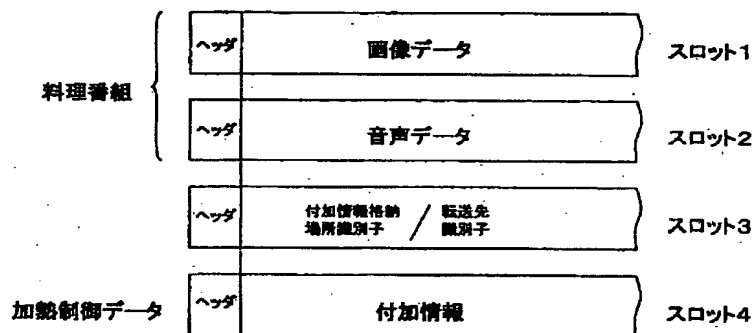 ヘッダ 画像データ スロット1
料理番組
ヘッダ 音声データ スロット2
ヘッダ 付加情報格納 / 転送先 スロット3
場所識別子 識別子
加熱制御データ ヘッダ 付加情報 スロット4